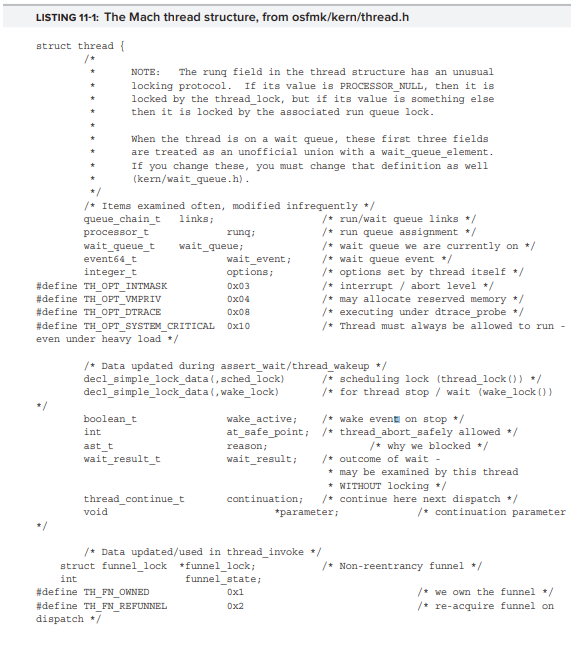 LISTING 11-1: The Mach thread structure, from osfmk/kern/thread.h
struct thread {
/*
* NOTE: The runq field in the thread structure has an unusual
* locking protocol. If its value is PROCESSOR_NULL, then it is
* locked by the thread_lock, but if its value is something else
* then it is locked by the associated run queue lock.
*
* When the thread is on a wait queue, these first three fields
* are treated as an unofficial union with a wait_queue_element.
* If you change these, you must change that definition as well
* (kern/wait_queue.h).
*/
/* Items examined often, modified infrequently */
queue_chain_t links; /* run/wait queue links */
processor_t runq; /* run queue assignment */
wait_queue_t wait_queue; /* wait queue we are currently on */
event64_t wait_event; /* wait queue event */
integer_t options; /* options set by thread itself */
#define TH_OPT_INTMASK 0x03 /* interrupt / abort level */
#define TH_OPT_VMPRIV 0x04 /* may allocate reserved memory */
#define TH_OPT_DTRACE 0x08 /* executing under dtrace_probe */
#define TH_OPT_SYSTEM_CRITICAL 0x10 /* Thread must always be allowed to run -
even under heavy load */
/* Data updated during assert_wait/thread_wakeup */
decl_simple_lock_data(,sched_lock) /* scheduling lock (thread_lock()) */
decl_simple_lock_data(,wake_lock) /* for thread stop / wait (wake_lock())
*/
boolean_t wake_active; /* wake event on stop */
int at_safe_point; /* thread_abort_safely allowed */
ast_t reason; /* why we blocked */
wait_result_t wait_result; /* outcome of wait -
* may be examined by this thread
* WITHOUT locking */
thread_continue_t continuation; /* continue here next dispatch */
void *parameter; /* continuation parameter
*/
/* Data updated/used in thread_invoke */
struct funnel_lock *funnel_lock; /* Non-reentrancy funnel */
int funnel_state;
#define TH_FN_OWNED 0x1 /* we own the funnel */
#define TH_FN_REFUNNEL 0x2 /* re-acquire funnel on
dispatch */